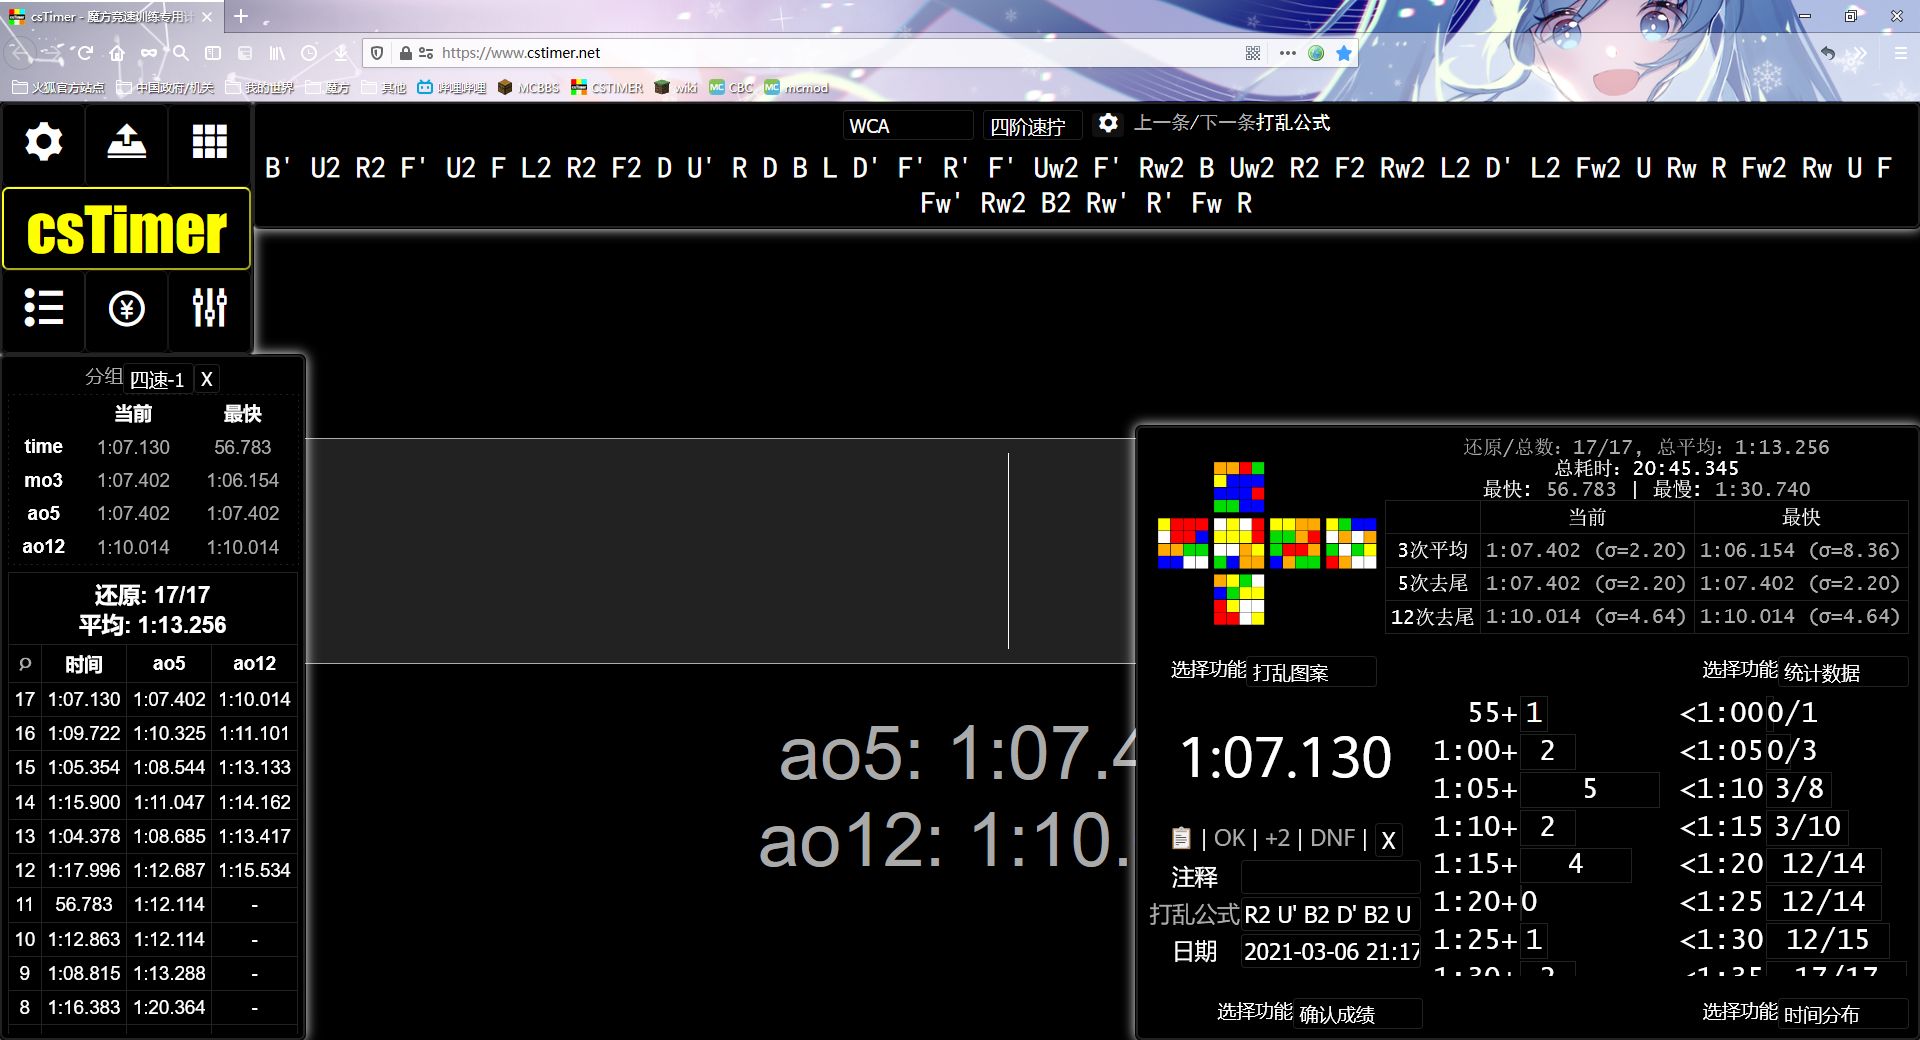 csTimer - 魔方竞速训练专用计
https://www.cstimer.net
火狐官方站点 中国政府/机关 我的世界 魔方 其他 哔哩哔哩 MCBBS CSTIMER wiki CBC mcmod
WCA 四阶速拧 上一条/下一条打乱公式
B' U2 R2 F' U2 F L2 R2 F2 D U' R D B L D' F' R' F' Uw2 F' Rw2 B Uw2 R2 F2 Rw2 L2 D' L2 Fw2 U Rw R Fw2 Rw U F
Fw' Rw2 B2 Rw' R' Fw R
csTimer
分组 四速-1 X
当前 最快
time 1:07.130 56.783
mo3 1:07.402 1:06.154
ao5 1:07.402 1:07.402
ao12 1:10.014 1:10.014
还原: 17/17
平均: 1:13.256
时间 ao5 ao12
17 1:07.130 1:07.402 1:10.014
16 1:09.722 1:10.325 1:11.101
15 1:05.354 1:08.544 1:13.133
14 1:15.900 1:11.047 1:14.162
13 1:04.378 1:08.685 1:13.417
12 1:17.996 1:12.687 1:15.534
11 56.783 1:12.114 -
10 1:12.863 1:12.114 -
9 1:08.815 1:13.288 -
8 1:16.383 1:20.364 -
ao5: 1:07.4
ao12: 1:10.
还原/总数: 17/17, 总平均: 1:13.256
总耗时: 20:45.345
最快: 56.783 | 最慢: 1:30.740
当前 最快
3次平均 1:07.402 (σ=2.20) 1:06.154 (σ=8.36)
5次去尾 1:07.402 (σ=2.20) 1:07.402 (σ=2.20)
12次去尾 1:10.014 (σ=4.64) 1:10.014 (σ=4.64)
选择功能 打乱图案
选择功能 统计数据
1:07.130
| OK | +2 | DNF | X
注释
打乱公式 R2 U' B2 D' B2 U
日期 2021-03-06 21:17
选择功能 确认成绩
55+ 1 <1:00 0/1
1:00+ 2 <1:05 0/3
1:05+ 5 <1:10 3/8
1:10+ 2 <1:15 3/10
1:15+ 4 <1:20 12/14
1:20+ 0 <1:25 12/14
1:25+ 1 <1:30 12/15
1:30+ 2 <1:35 17/17
选择功能 时间分布